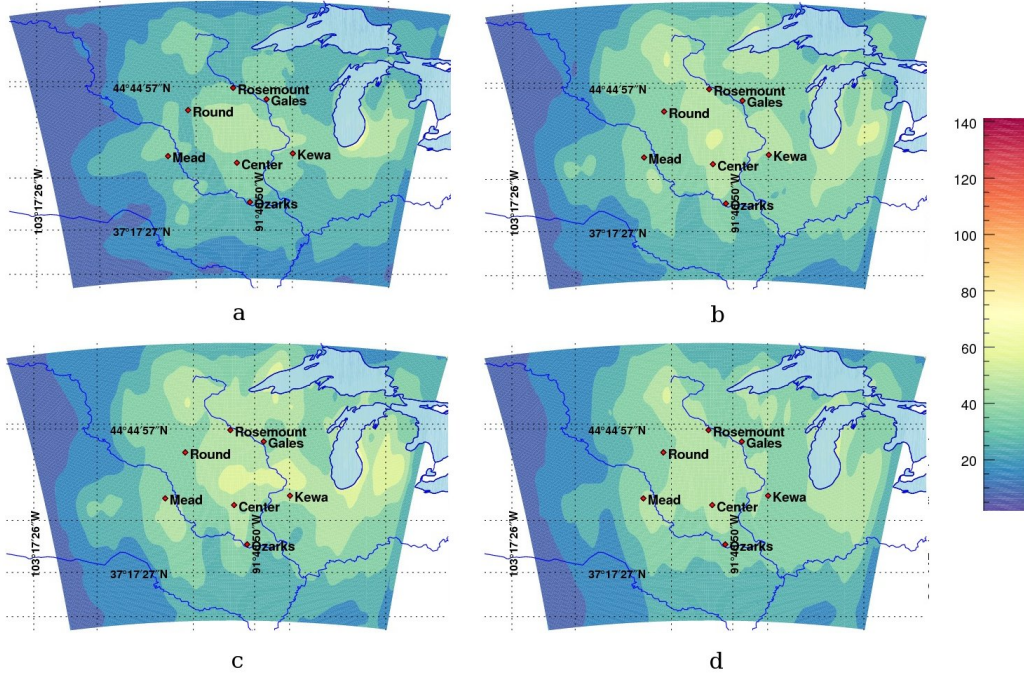 Rosemount
Gales
44°44'57"N
Round
Mead
Center
Kewa
103°17'26"W
91°40'50"W
Ozarks
37°17'27"N
a
Rosemount
Gales
44°44'57"N
Round
Mead
Center
Kewa
103°17'26"W
91°40'50"W
Ozarks
37°17'27"N
b
140
120
100
80
60
40
20
Rosemount
Gales
44°44'57"N
Round
Mead
Center
Kewa
103°17'26"W
91°40'50"W
Ozarks
37°17'27"N
c
Rosemount
Gales
44°44'57"N
Round
Mead
Center
Kewa
103°17'26"W
91°40'50"W
Ozarks
37°17'27"N
d